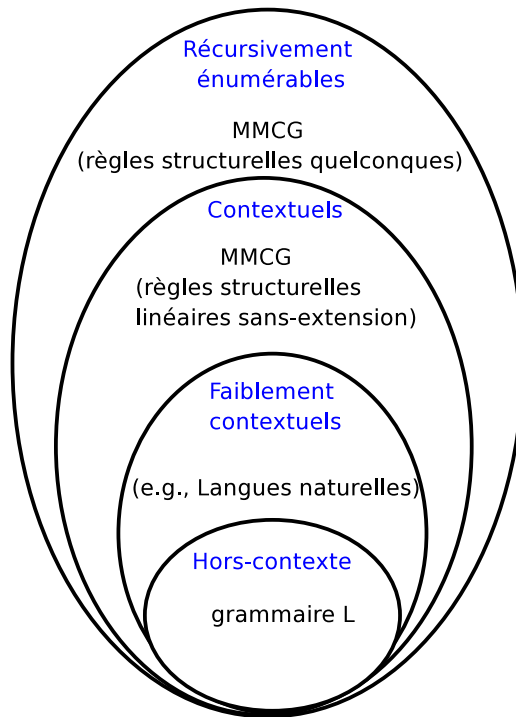 Récursivement
énumérables
MMCG
(règles structurelles quelconques)
Contextuels
MMCG
(règles structurelles
linéaires sans-extension)
Faiblement
contextuels
(e.g., Langues naturelles)
Hors-contexte
grammaire L